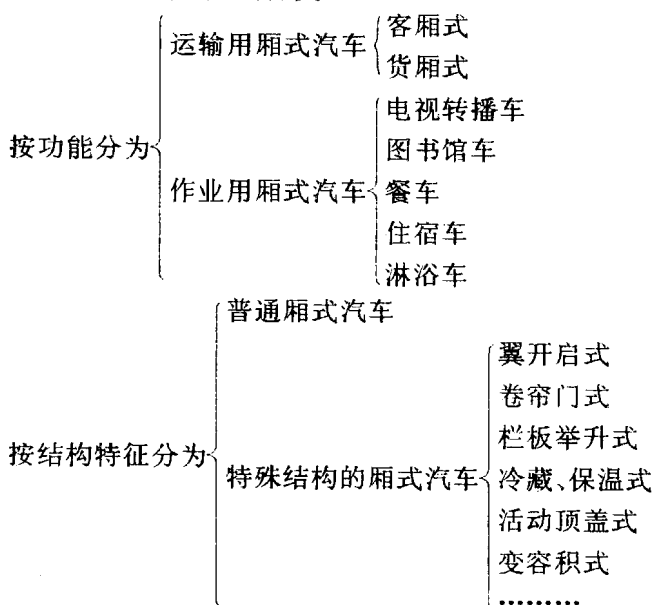 运输用厢式汽车
客厢式
货厢式
按功能分为
作业用厢式汽车
电视转播车
图书馆车
餐车
住宿车
淋浴车
按结构特征分为
普通厢式汽车
特殊结构的厢式汽车
翼开启式
卷帘门式
栏板举升式
冷藏、保温式
活动顶盖式
变容积式
………